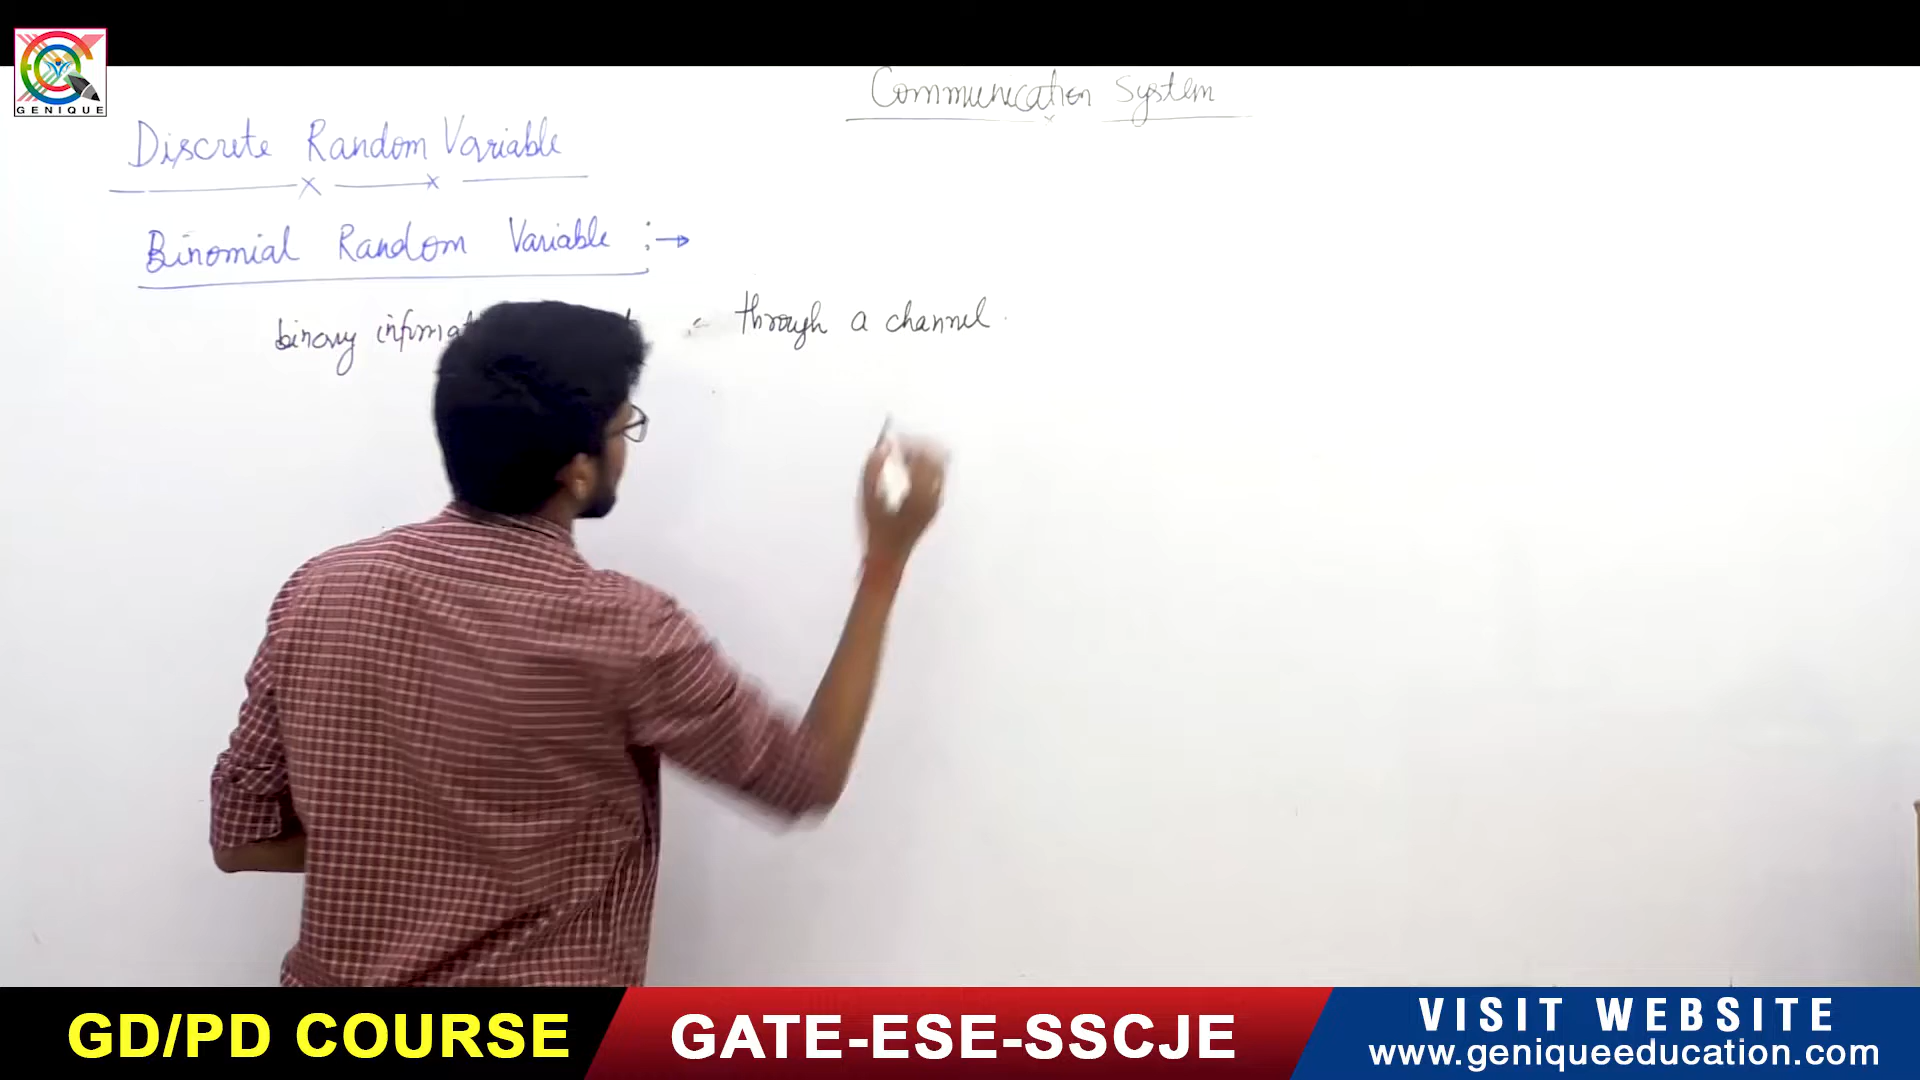 GENIQUE
Communication System
Discrete Random Variable
Binomial Random Variable :→
binary through a channel.
GD/PD COURSE
GATE-ESE-SSCJE
VISIT WEBSITE
www.geniqueeducation.com